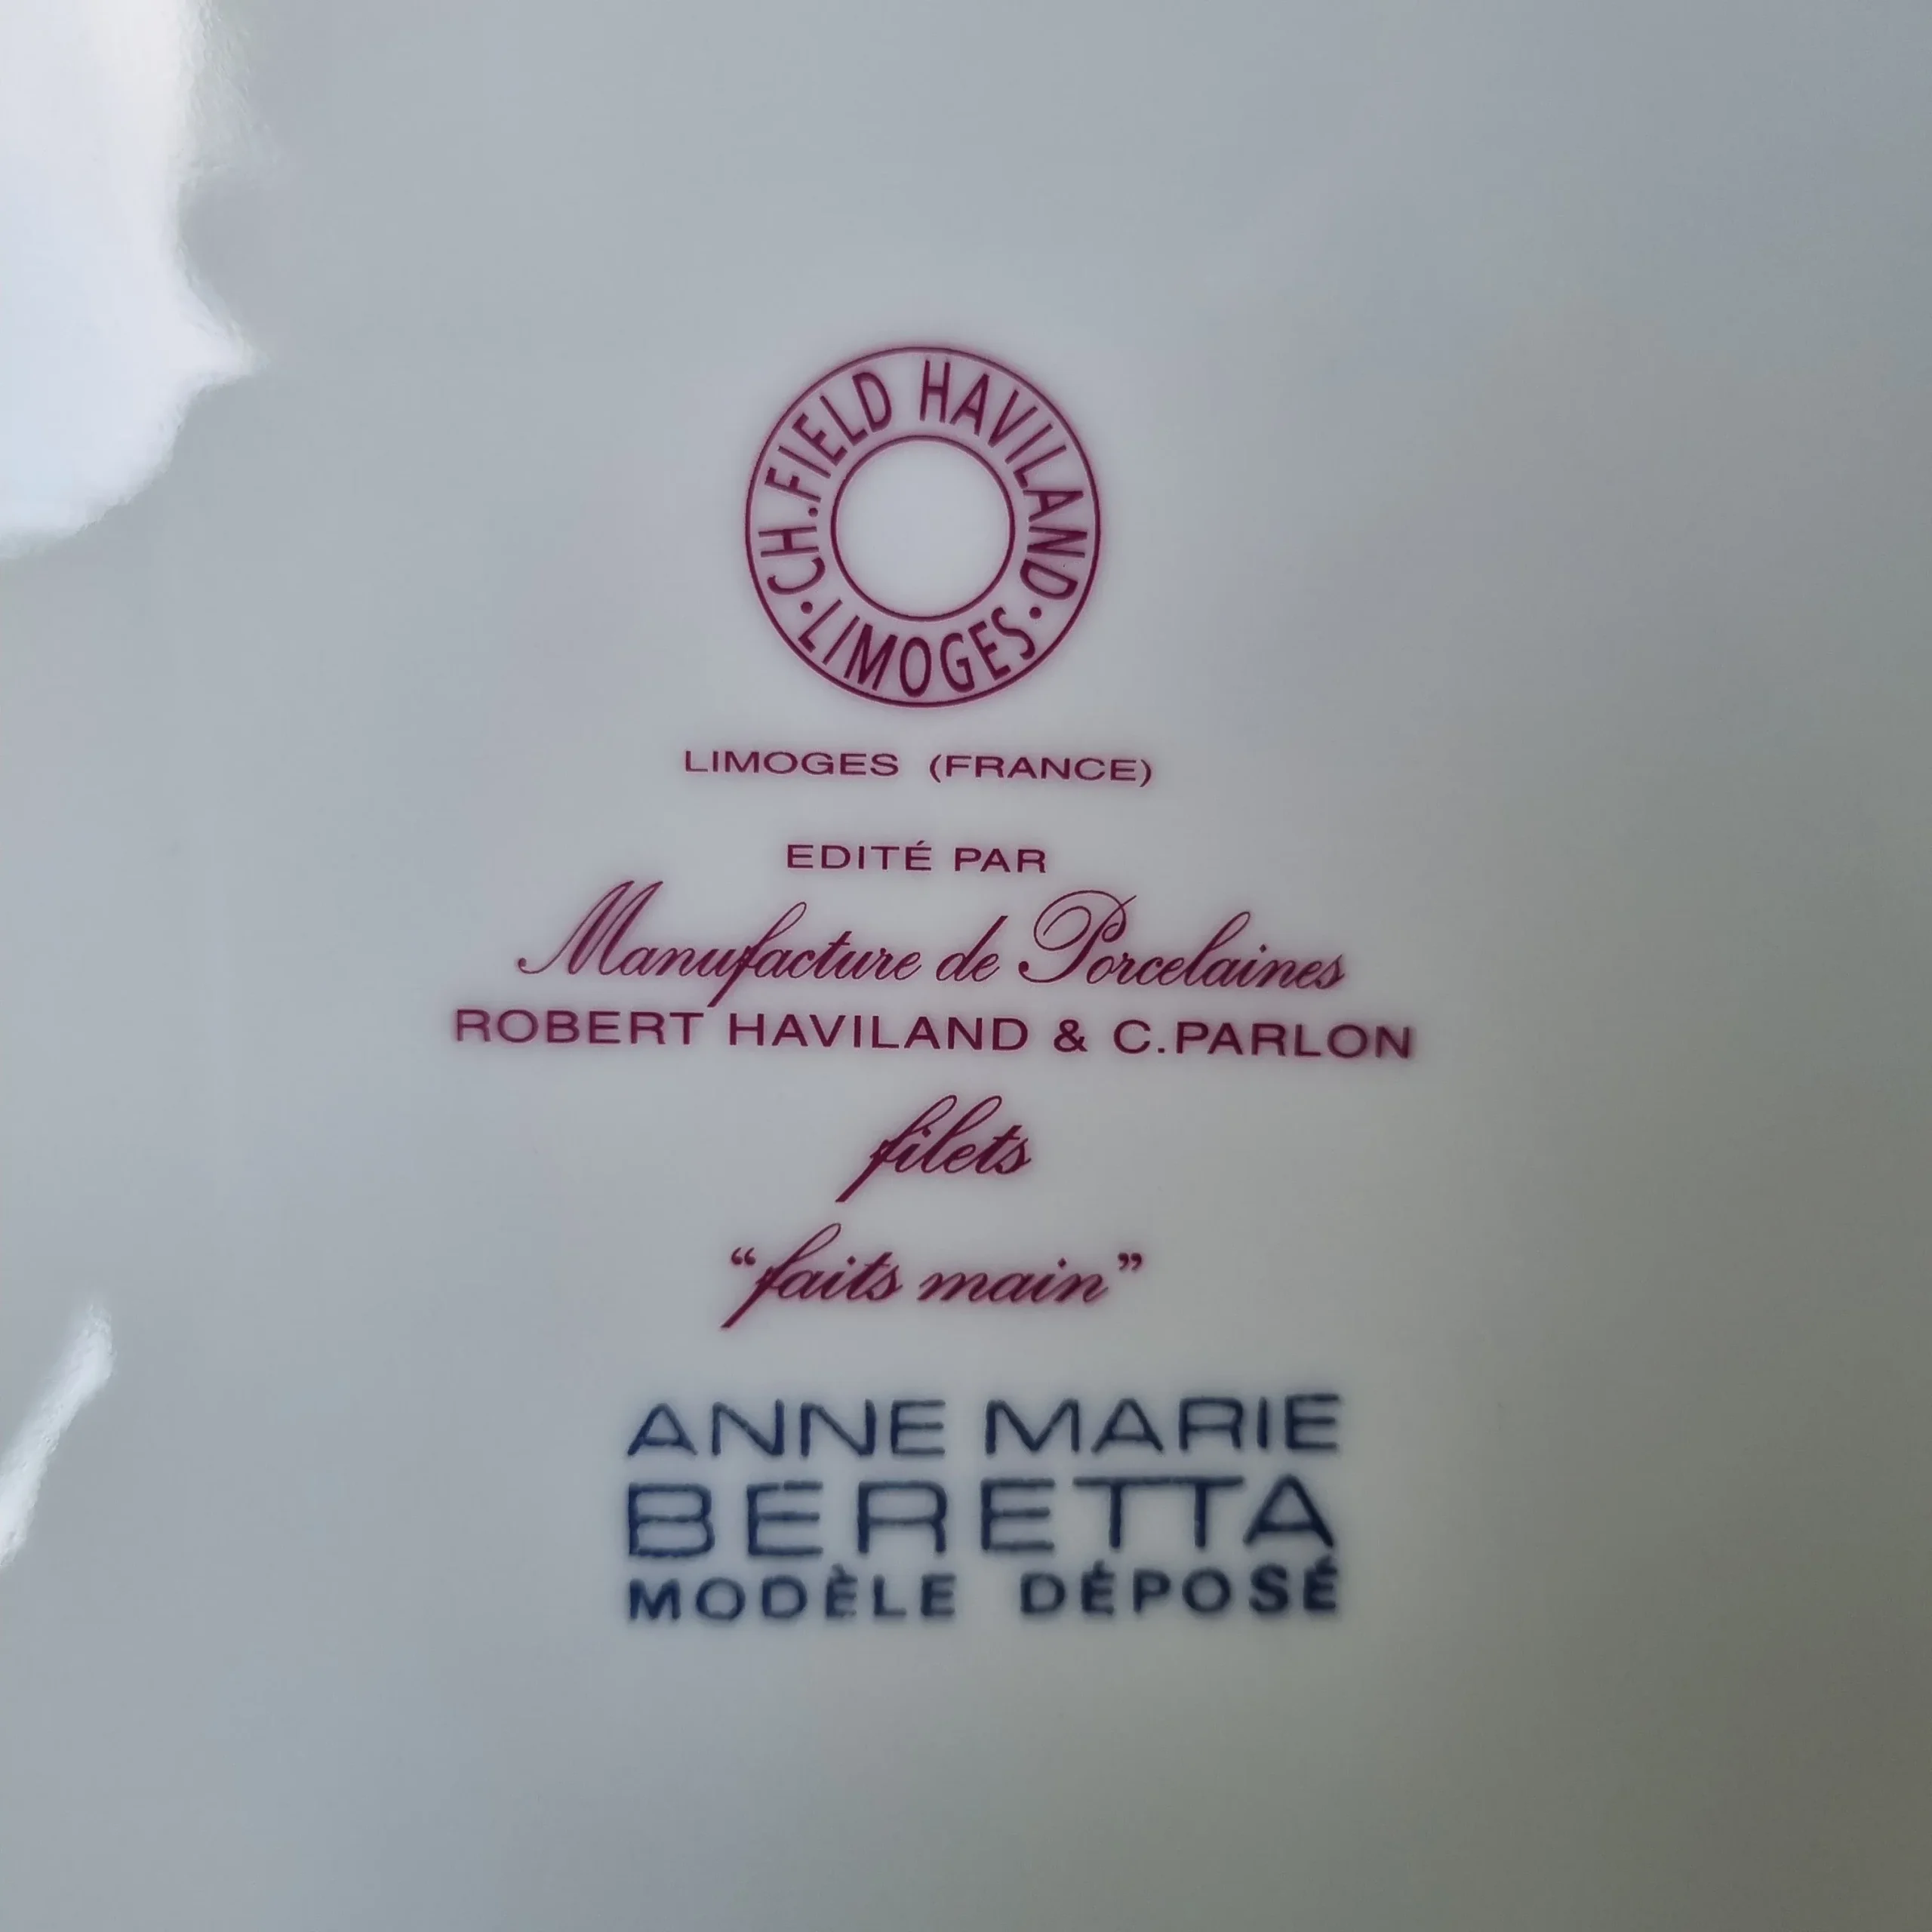 CH. FIELD HAVILAND
· LIMOGES ·
LIMOGES (FRANCE)
EDITÉ PAR
Manufacture de Porcelaines
ROBERT HAVILAND & C. PARLON
filets
“faits main”
ANNE MARIE
BERETTA
MODÈLE DÉPOSÉ